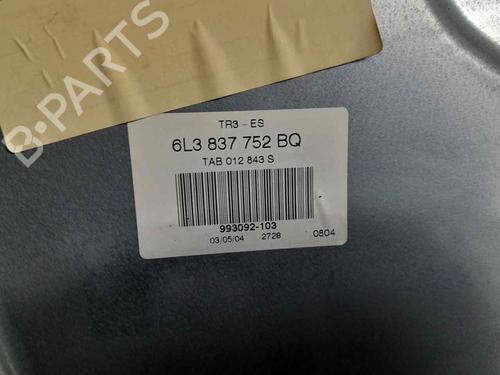 B-PARTS
TR3 - ES
6L3 837 752 BQ
TAB 012 843 S
993092-103
03/05/04 2728 0804